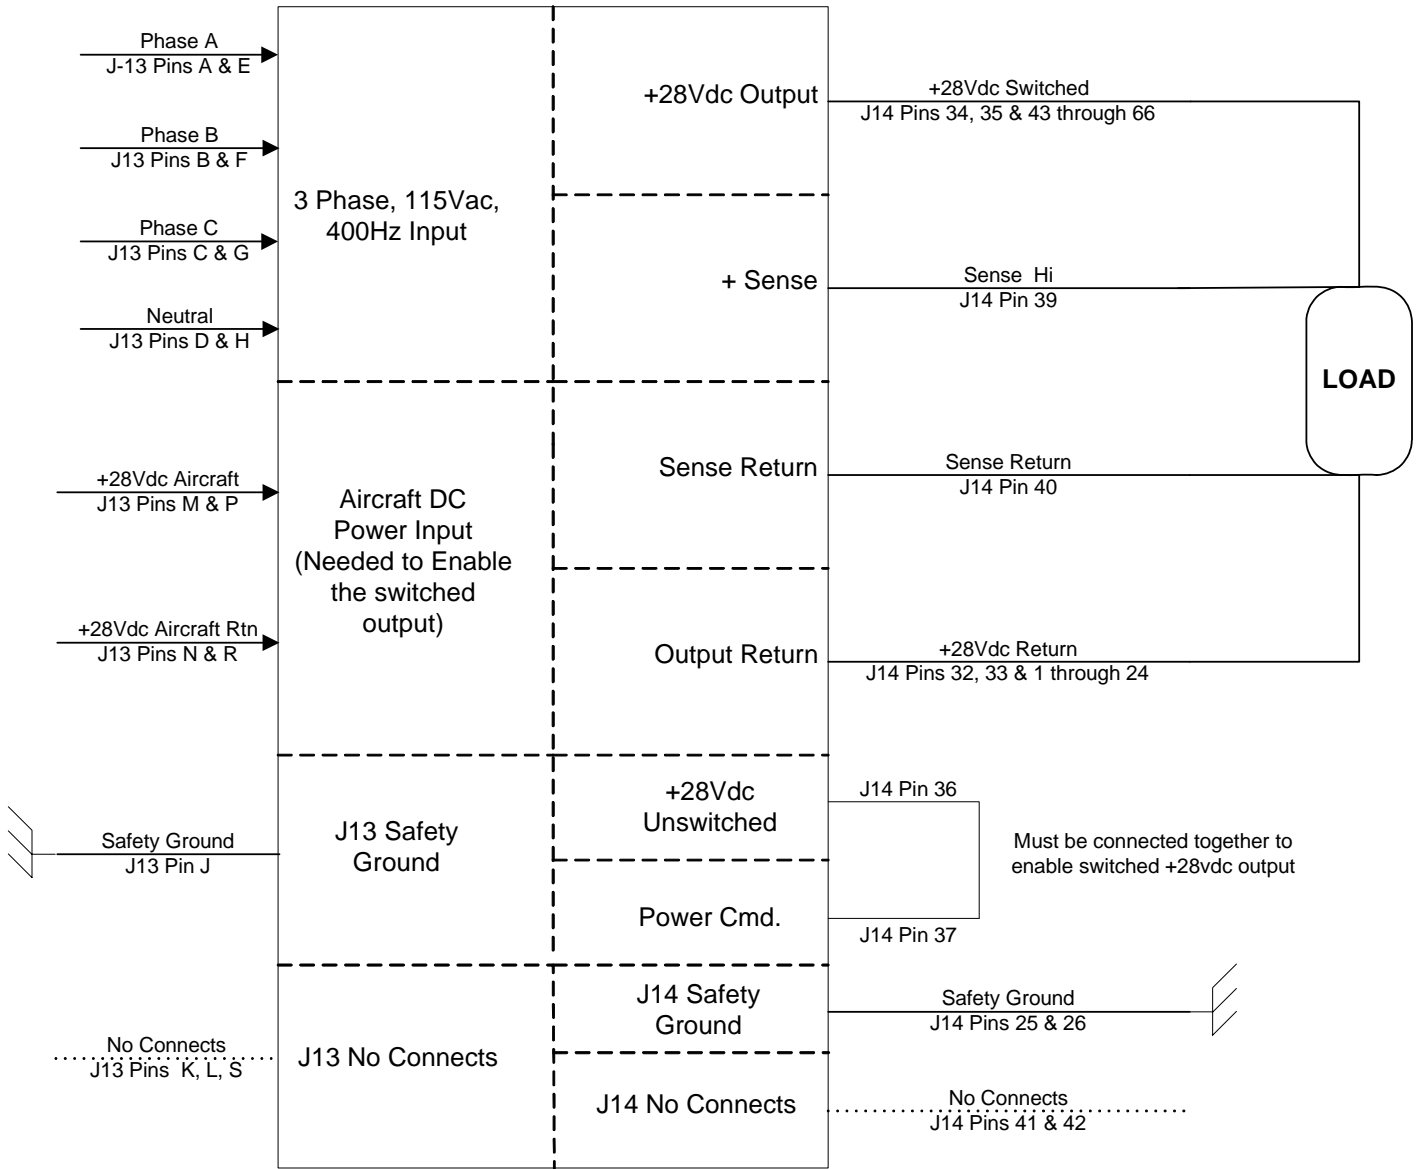 Phase A
J-13 Pins A & E
Phase B
J13 Pins B & F
Phase C
J13 Pins C & G
Neutral
J13 Pins D & H
3 Phase, 115Vac,
400Hz Input
+28Vdc Aircraft
J13 Pins M & P
+28Vdc Aircraft Rtn
J13 Pins N & R
Aircraft DC
Power Input
(Needed to Enable
the switched
output)
Safety Ground
J13 Pin J
J13 Safety
Ground
No Connects
J13 Pins K, L, S
J13 No Connects
+28Vdc Output
+28Vdc Switched
J14 Pins 34, 35 & 43 through 66
+ Sense
Sense Hi
J14 Pin 39
LOAD
Sense Return
Sense Return
J14 Pin 40
Output Return
+28Vdc Return
J14 Pins 32, 33 & 1 through 24
+28Vdc
Unswitched
J14 Pin 36
Must be connected together to
enable switched +28vdc output
Power Cmd.
J14 Pin 37
J14 Safety
Ground
Safety Ground
J14 Pins 25 & 26
J14 No Connects
No Connects
J14 Pins 41 & 42